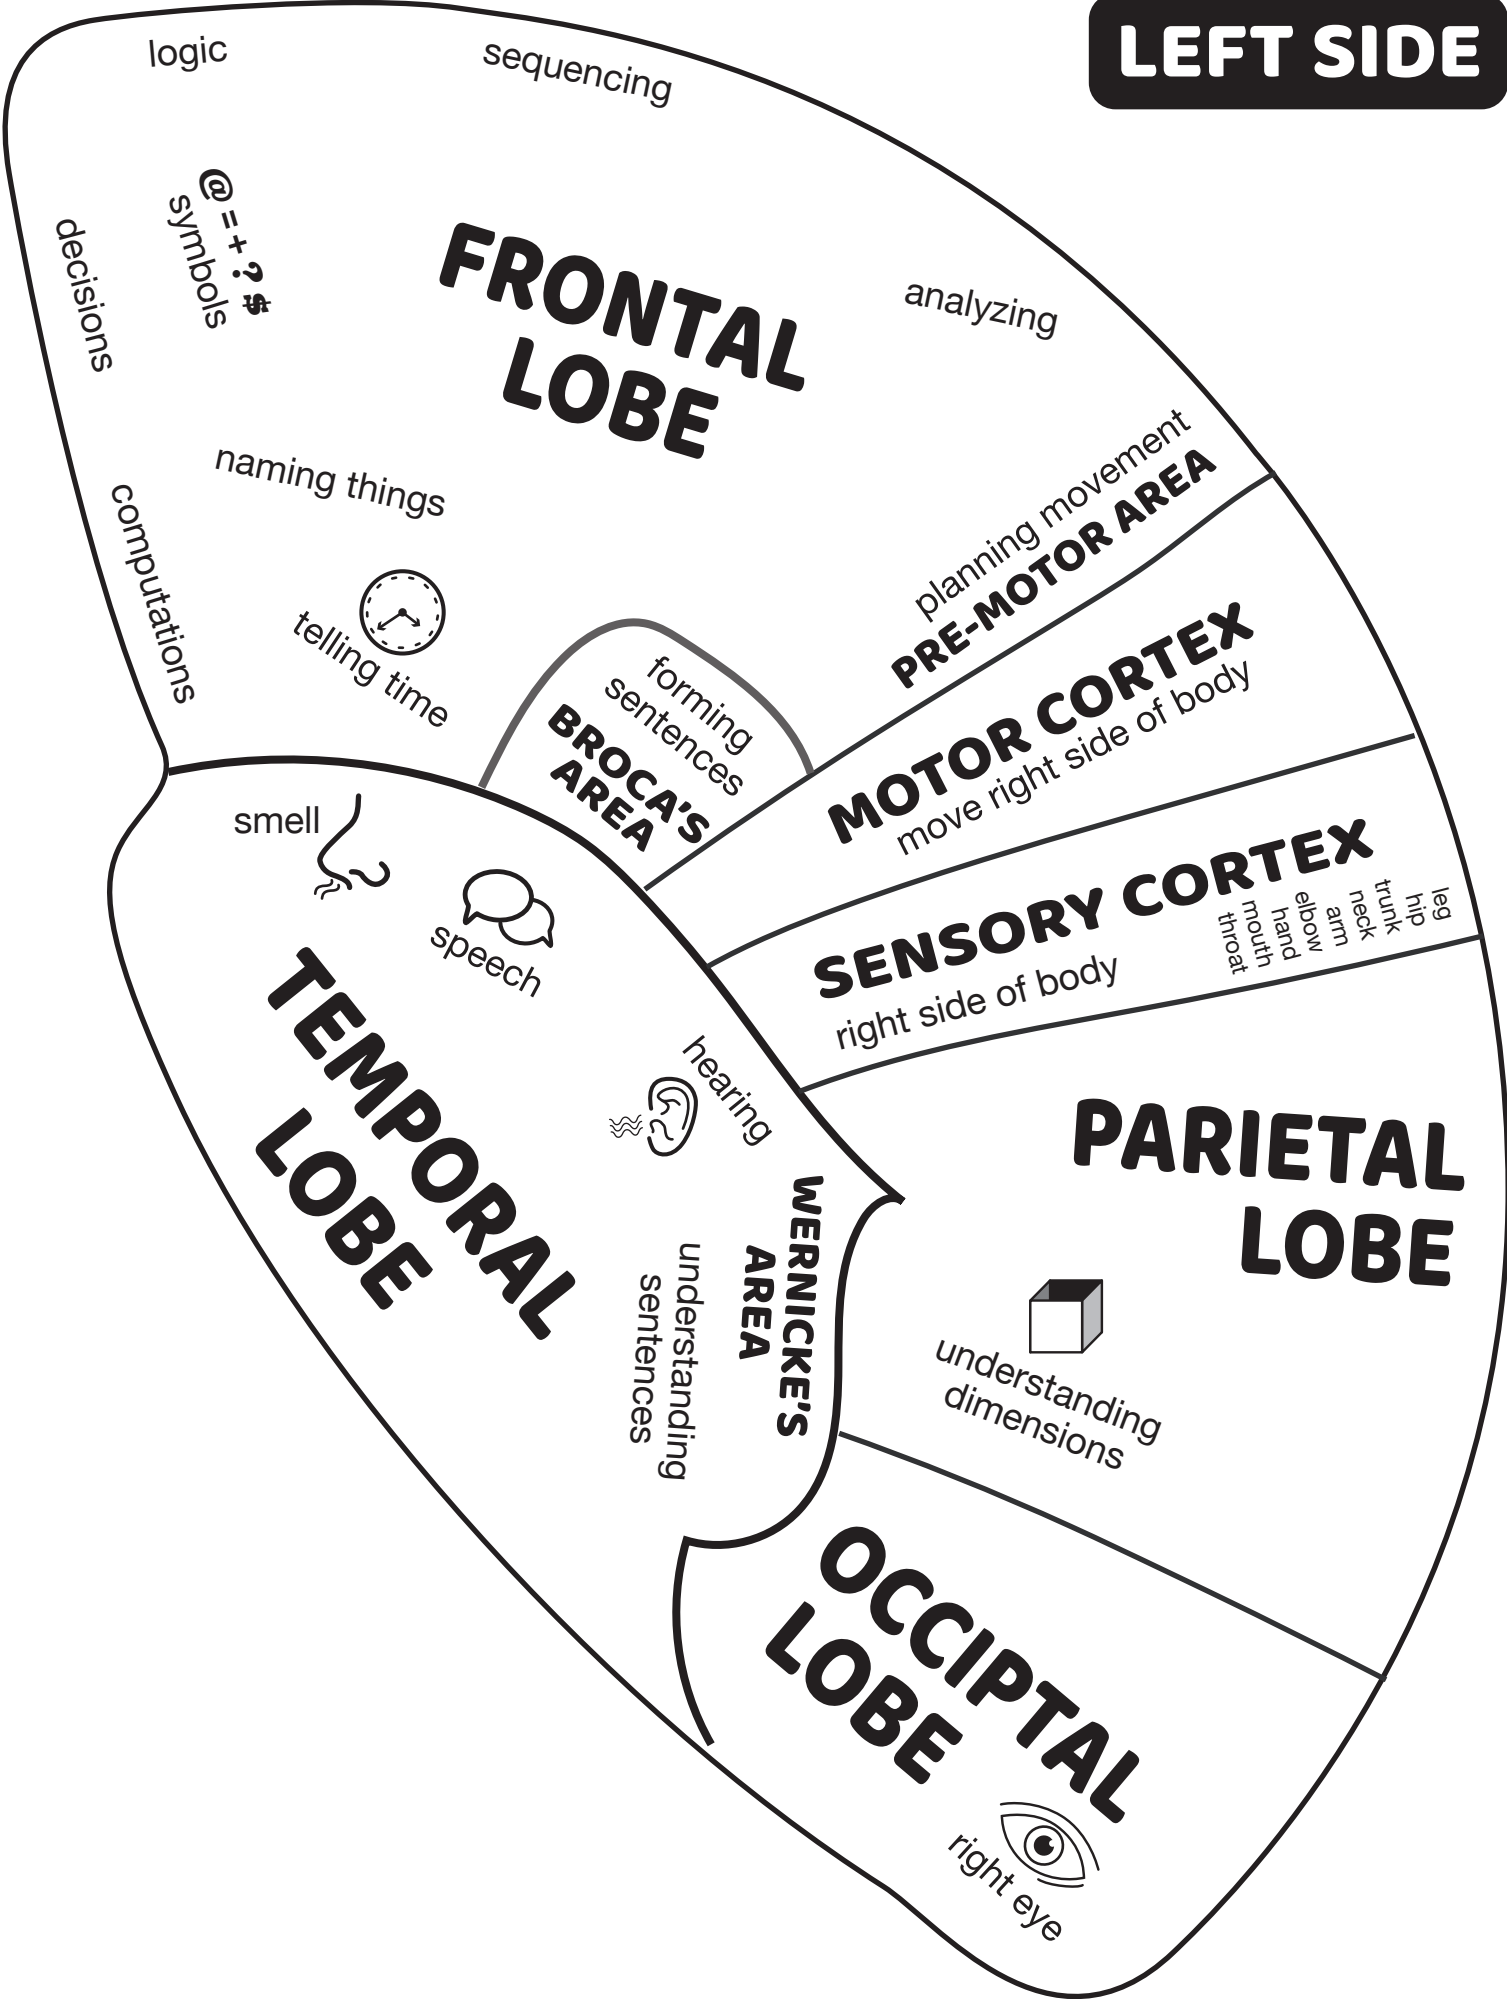 LEFT SIDE
logic
sequencing
decisions
@ = + ? $
symbols
FRONTAL
LOBE
analyzing
naming things
computations
telling time
planning movement
PRE-MOTOR AREA
forming
sentences
BROCA'S
AREA
MOTOR CORTEX
move right side of body
SENSORY CORTEX
right side of body
throat
mouth
hand
elbow
arm
neck
trunk
hip
leg
smell
speech
hearing
TEMPORAL
LOBE
WERNICKE'S
AREA
understanding
sentences
PARIETAL
LOBE
understanding
dimensions
OCCIPTAL
LOBE
right eye